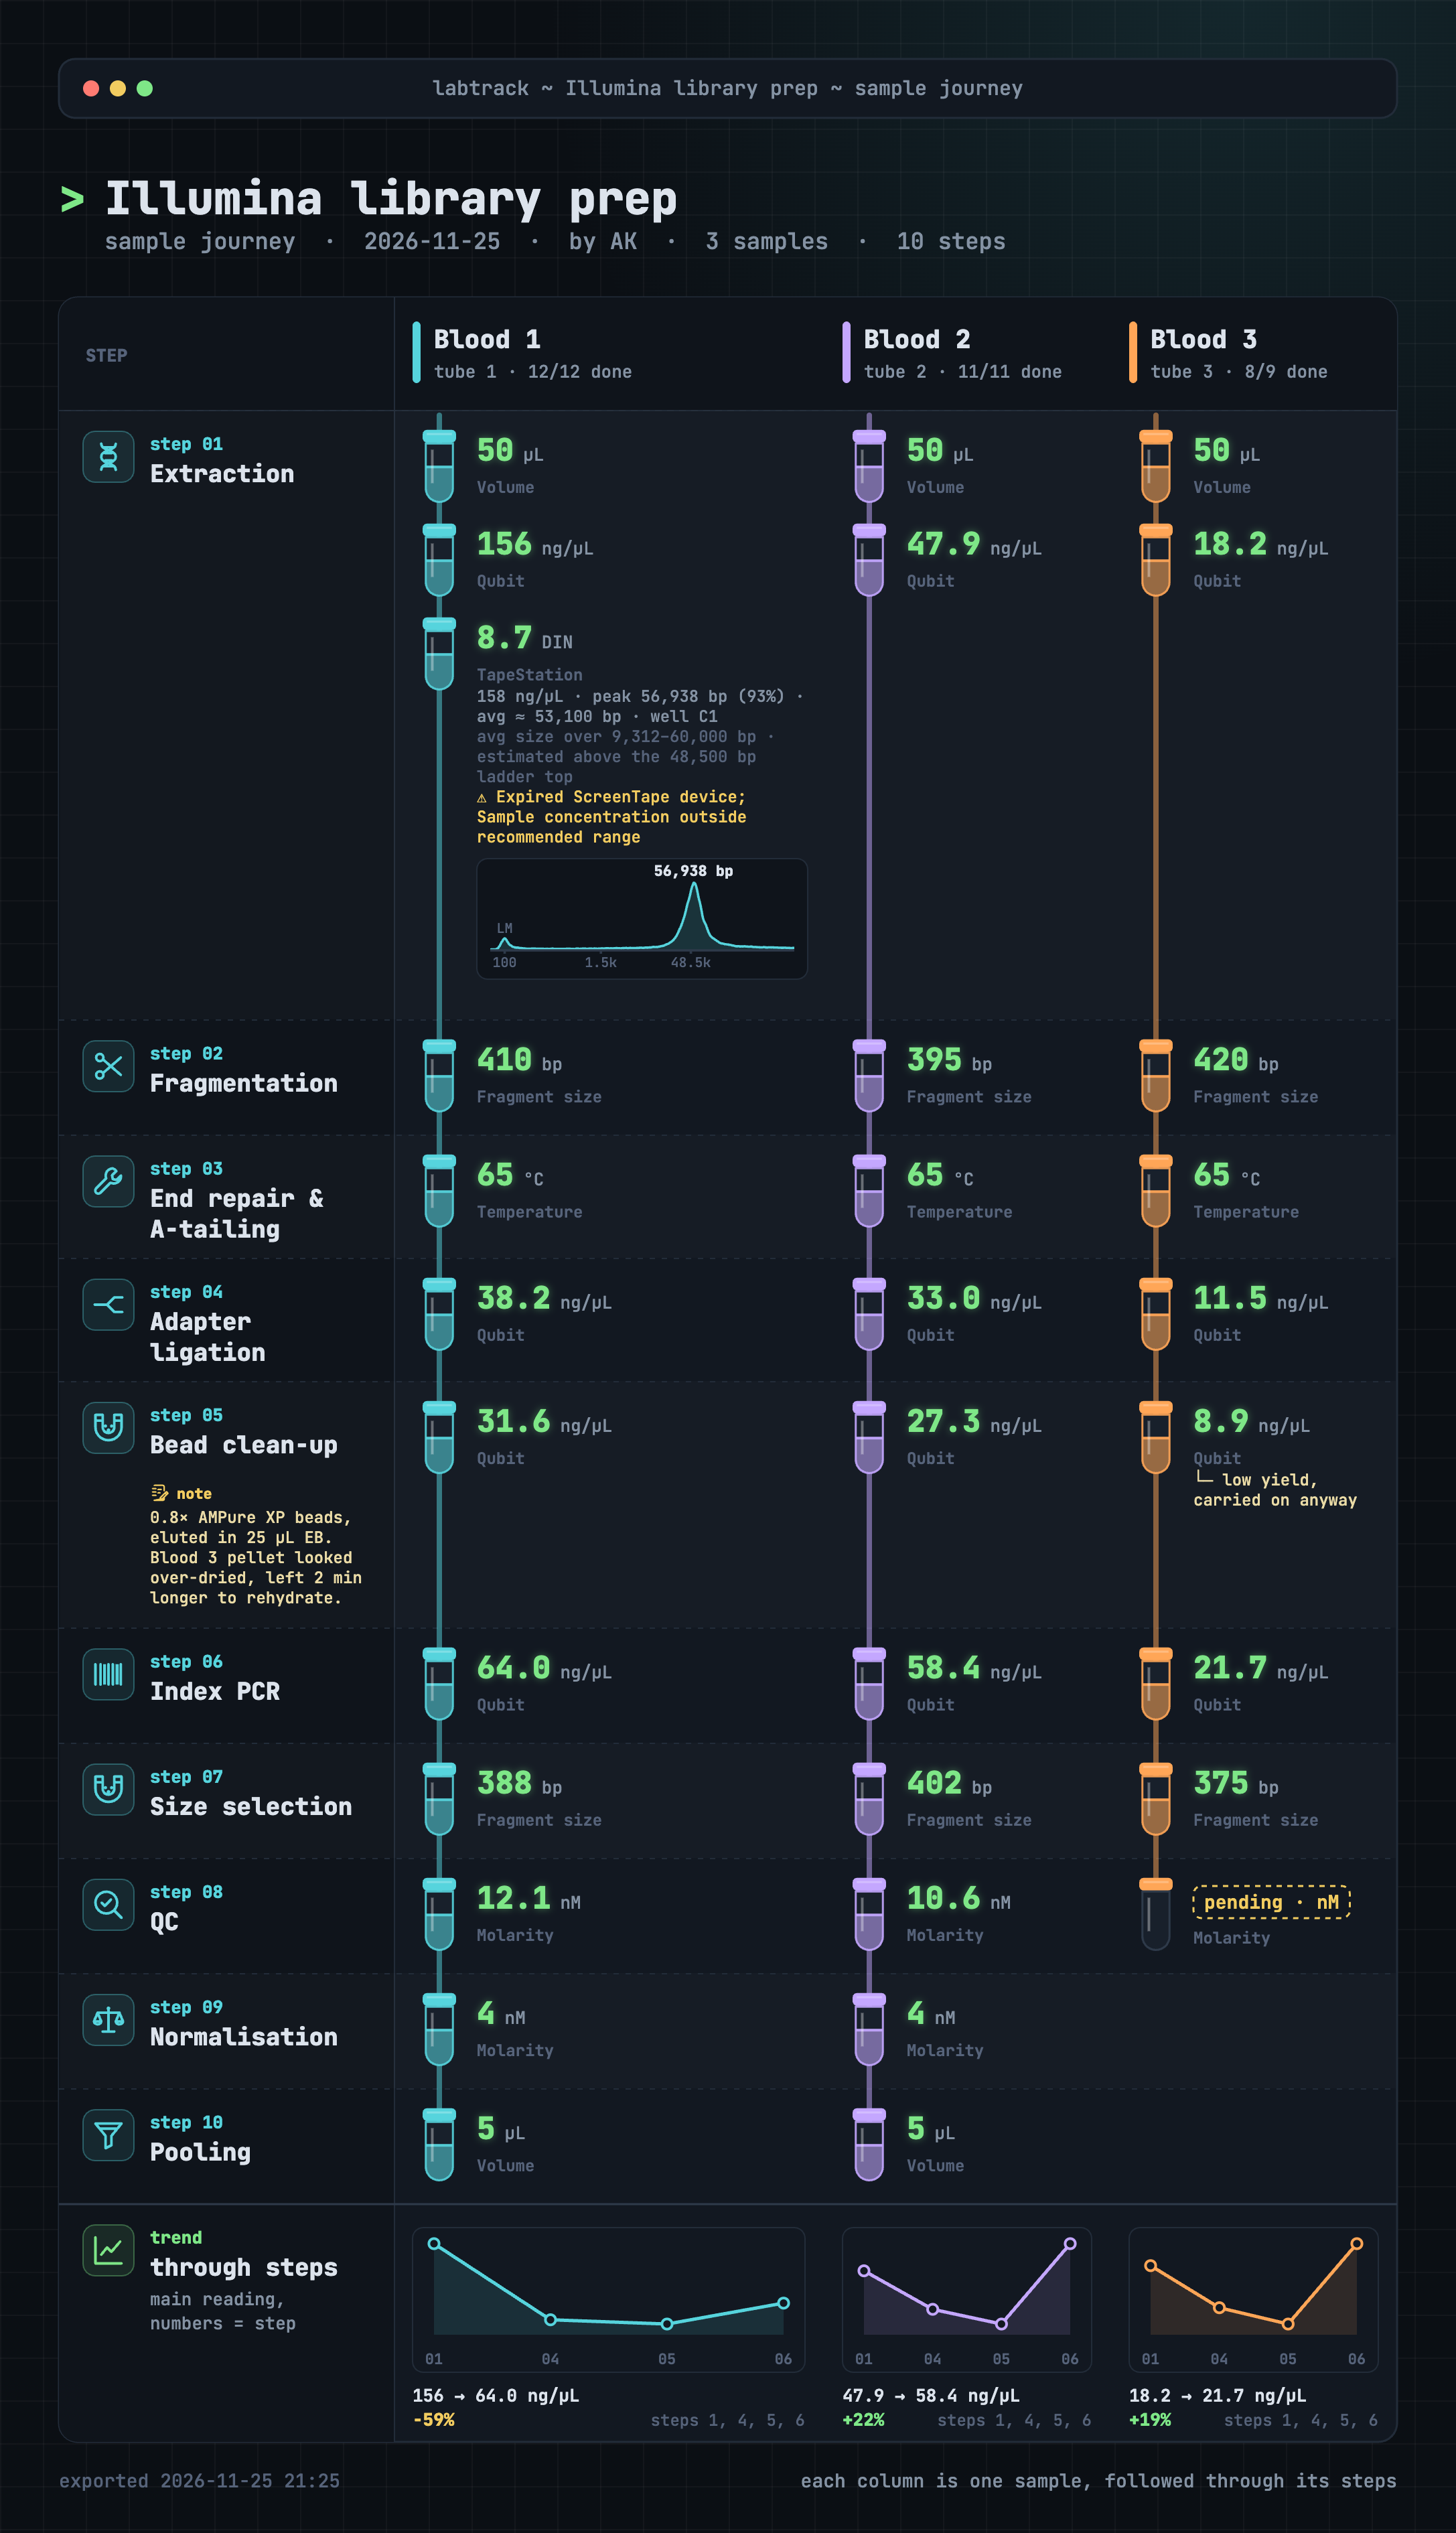 labtrack ~ Illumina library prep ~ sample journey
> Illumina library prep
sample journey · 2026-11-25 · by AK · 3 samples · 10 steps
STEP
Blood 1
tube 1 · 12/12 done
Blood 2
tube 2 · 11/11 done
Blood 3
tube 3 · 8/9 done
step 01
Extraction
50 µL
Volume
156 ng/µL
Qubit
8.7 DIN
TapeStation
158 ng/µL · peak 56,938 bp (93%) ·
avg ≈ 53,100 bp · well C1
avg size over 9,312–60,000 bp ·
estimated above the 48,500 bp
ladder top
⚠ Expired ScreenTape device;
Sample concentration outside
recommended range
56,938 bp
LM
100 1.5k 48.5k
50 µL
Volume
47.9 ng/µL
Qubit
50 µL
Volume
18.2 ng/µL
Qubit
step 02
Fragmentation
410 bp
Fragment size
395 bp
Fragment size
420 bp
Fragment size
step 03
End repair &
A-tailing
65 °C
Temperature
65 °C
Temperature
65 °C
Temperature
step 04
Adapter
ligation
38.2 ng/µL
Qubit
33.0 ng/µL
Qubit
11.5 ng/µL
Qubit
step 05
Bead clean-up
note
0.8× AMPure XP beads,
eluted in 25 µL EB.
Blood 3 pellet looked
over-dried, left 2 min
longer to rehydrate.
31.6 ng/µL
Qubit
27.3 ng/µL
Qubit
8.9 ng/µL
Qubit
└─ low yield,
carried on anyway
step 06
Index PCR
64.0 ng/µL
Qubit
58.4 ng/µL
Qubit
21.7 ng/µL
Qubit
step 07
Size selection
388 bp
Fragment size
402 bp
Fragment size
375 bp
Fragment size
step 08
QC
12.1 nM
Molarity
10.6 nM
Molarity
pending · nM
Molarity
step 09
Normalisation
4 nM
Molarity
4 nM
Molarity
step 10
Pooling
5 µL
Volume
5 µL
Volume
trend
through steps
main reading,
numbers = step
01 04 05 06
156 → 64.0 ng/µL
-59% steps 1, 4, 5, 6
01 04 05 06
47.9 → 58.4 ng/µL
+22% steps 1, 4, 5, 6
01 04 05 06
18.2 → 21.7 ng/µL
+19% steps 1, 4, 5, 6
exported 2026-11-25 21:25
each column is one sample, followed through its steps